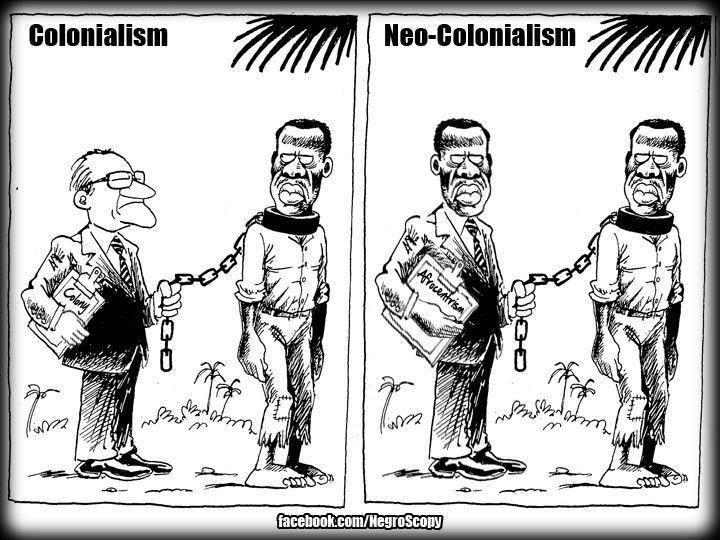 Colonialism
Colony
Neo-Colonialism
Afrocentrism
facebook.com/NegroScopy